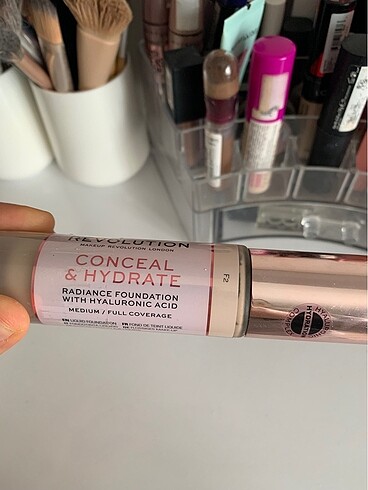 REVOLUTION
MAKEUP REVOLUTION LONDON
CONCEAL
& HYDRATE
RADIANCE FOUNDATION
WITH HYALURONIC ACID
MEDIUM / FULL COVERAGE
F2